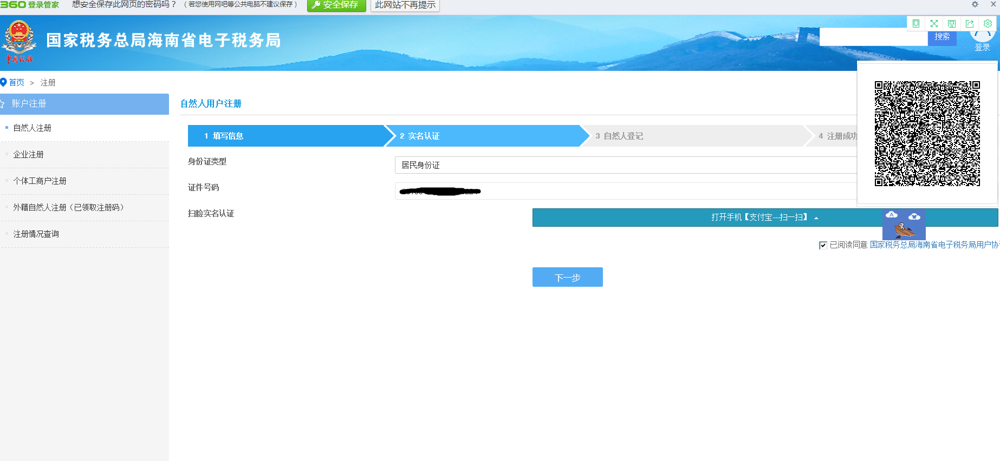 360 登录管家 想安全保存此网页的密码吗？ （若您使用网吧等公共电脑不建议保存） 安全保存 此网站不再提示
国家税务总局海南省电子税务局
中国税务
搜索
登录
首页 > 注册
账户注册
自然人注册
企业注册
个体工商户注册
外籍自然人注册（已领取注册码）
注册情况查询
自然人用户注册
1 填写信息
2 实名认证
3 自然人登记
4 注册成功
身份证类型
居民身份证
证件号码
扫脸实名认证
打开手机【支付宝---扫一扫】
A
已阅读同意 国家税务总局海南省电子税务局用户协
下一步